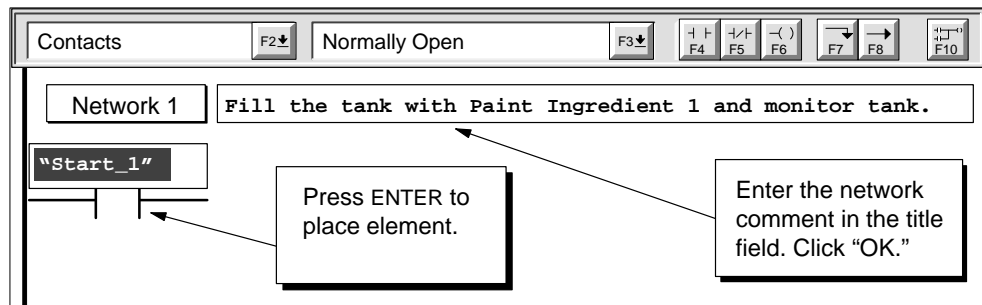 Contacts F2 Normally Open F3 F4 F5 F6 F7 F8 F10
Network 1 Fill the tank with Paint Ingredient 1 and monitor tank.
“Start_1”
Press ENTER to
place element.
Enter the network
comment in the title
field. Click “OK.”